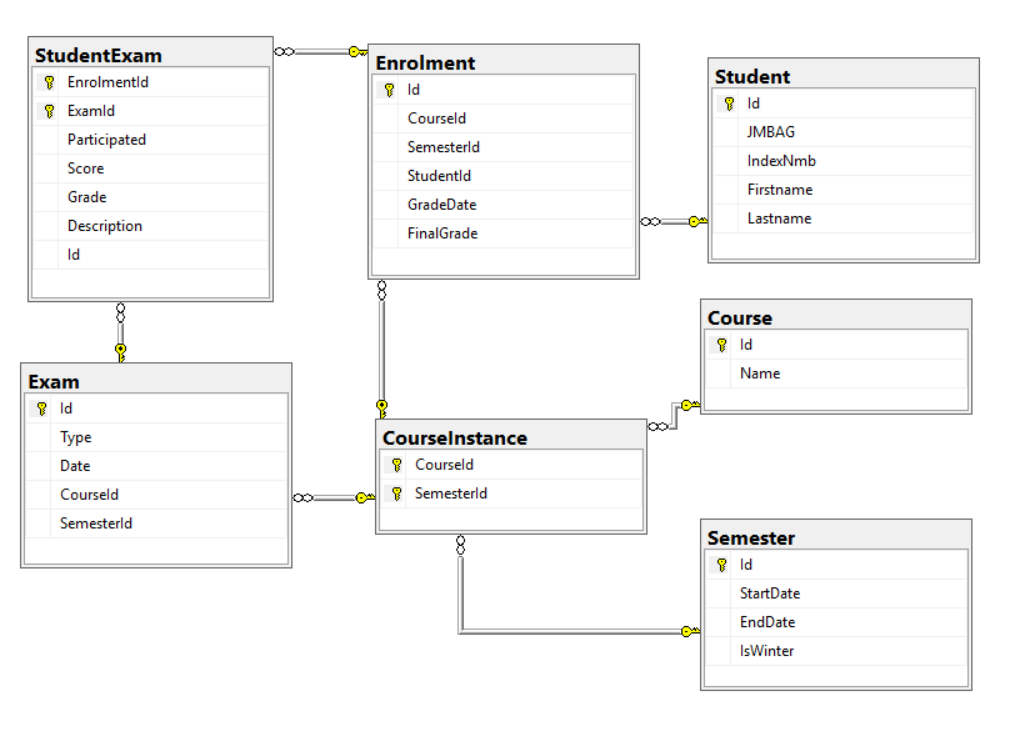 StudentExam
EnrolmentId
ExamId
Participated
Score
Grade
Description
Id
Enrolment
Id
CourseId
SemesterId
StudentId
GradeDate
FinalGrade
Student
Id
JMBAG
IndexNmb
Firstname
Lastname
Course
Id
Name
Exam
Id
Type
Date
CourseId
SemesterId
CourseInstance
CourseId
SemesterId
Semester
Id
StartDate
EndDate
IsWinter